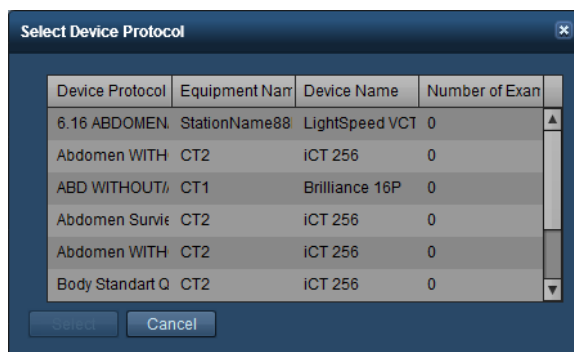 Select Device Protocol
Device Protocol Equipment Nam Device Name Number of Exam
6.16 ABDOMEN StationName88 LightSpeed VCT 0
Abdomen WITH CT2 iCT 256 0
ABD WITHOUT/ CT1 Brilliance 16P 0
Abdomen Survie CT2 iCT 256 0
Abdomen WITH CT2 iCT 256 0
Body Standart Q CT2 iCT 256 0
Select Cancel